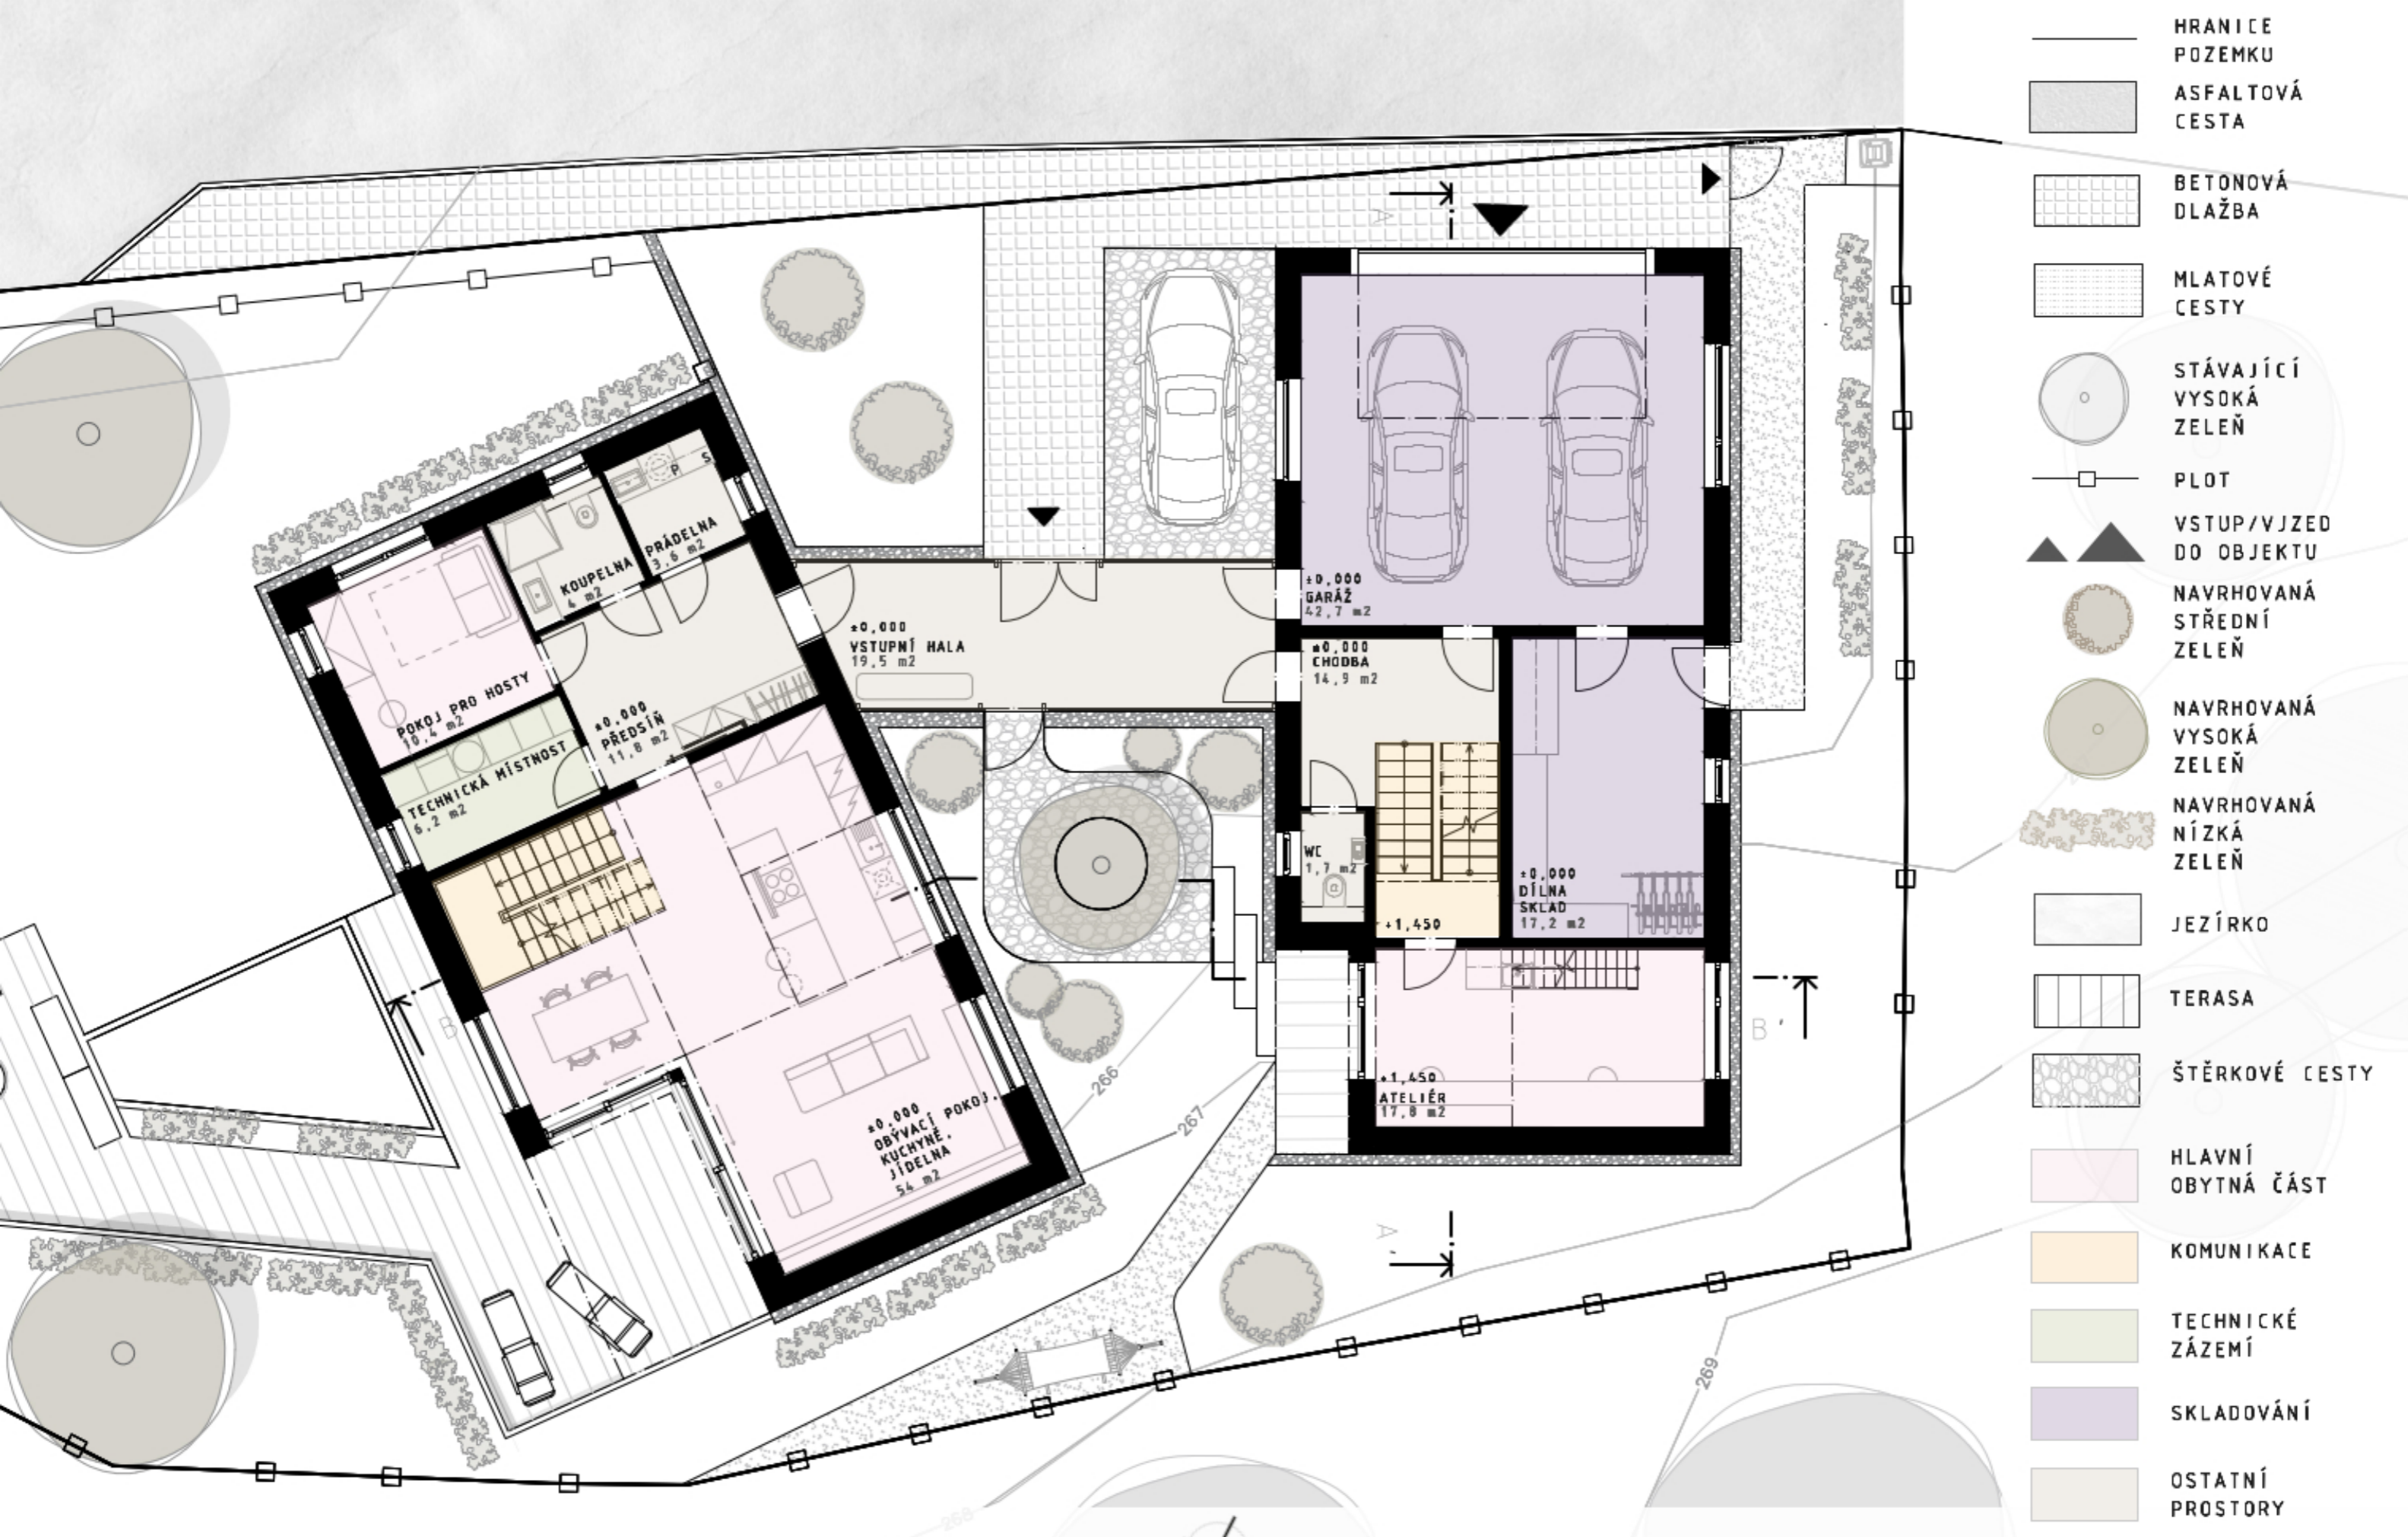 A
P S
PRÁDELNA
3,6 m2
KOUPELNA
4 m2
POKOJ PRO HOSTY
10,4 m2
TECHNICKÁ MÍSTNOST
6,2 m2
±0,000
PŘEDSÍŇ
11,8 m2
±0,000
VSTUPNÍ HALA
19,5 m2
±0,000
GARÁŽ
42,7 m2
±0,000
CHODBA
14,9 m2
WC
1,7 m2
+1,450
±0,000
DÍLNA
SKLAD
17,2 m2
+1,450
ATELIÉR
17,8 m2
±0,000
OBÝVACÍ POKOJ,
KUCHYNĚ,
JÍDELNA
54 m2
B
B'
A'
266
267
268
269
HRANICE
POZEMKU
ASFALTOVÁ
CESTA
BETONOVÁ
DLAŽBA
MLATOVÉ
CESTY
STÁVAJÍCÍ
VYSOKÁ
ZELEŇ
PLOT
VSTUP/VJZED
DO OBJEKTU
NAVRHOVANÁ
STŘEDNÍ
ZELEŇ
NAVRHOVANÁ
VYSOKÁ
ZELEŇ
NAVRHOVANÁ
NÍZKÁ
ZELEŇ
JEZÍRKO
TERASA
ŠTĚRKOVÉ CESTY
HLAVNÍ
OBYTNÁ ČÁST
KOMUNIKACE
TECHNICKÉ
ZÁZEMÍ
SKLADOVÁNÍ
OSTATNÍ
PROSTORY